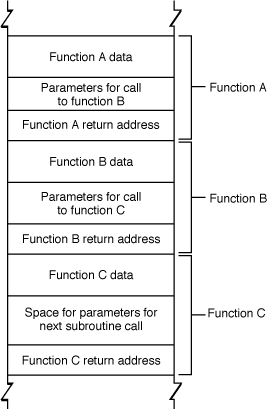 Function A data
Parameters for call
to function B
Function A return address
Function A
Function B data
Parameters for call
to function C
Function B return address
Function B
Function C data
Space for parameters for
next subroutine call
Function C return address
Function C